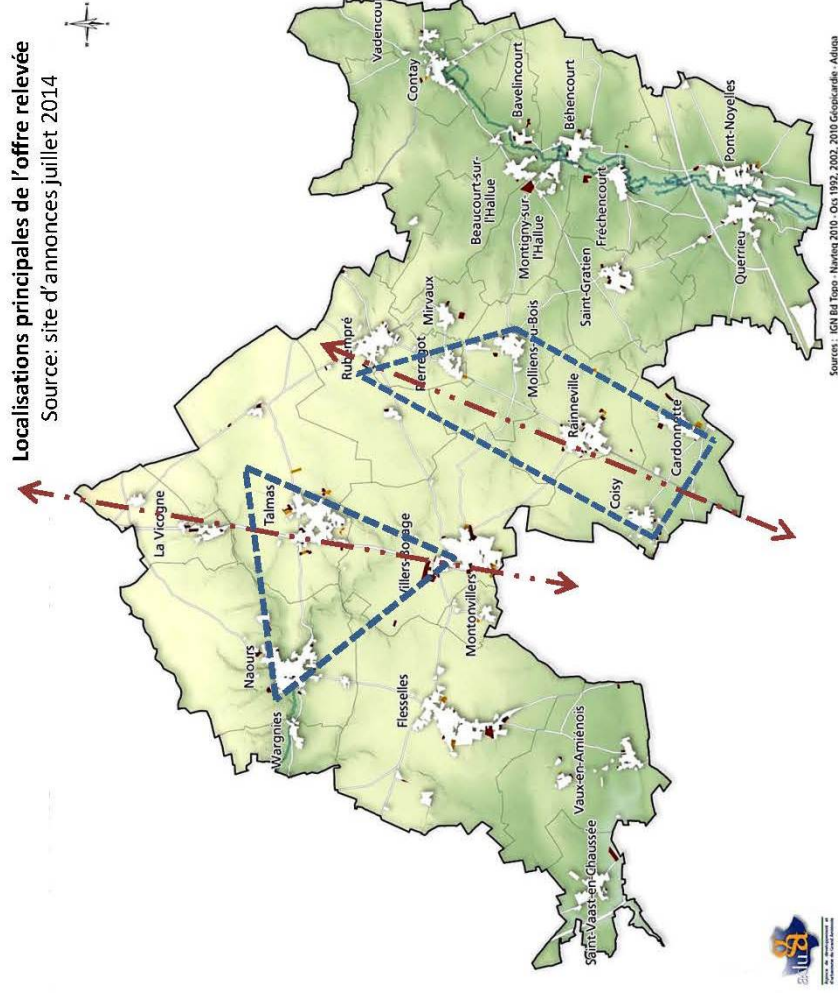 Localisations principales de l'offre relevée
Source: site d'annonces juillet 2014
Vadencou
Contay
La Vicogne
Bavelincourt
Béhencourt
Beaucourt-sur-
l'Hallue
Montigny-sur-
l'Hallue
Fréchencourt
Pont-Noyelles
Querrieu
Saint-Gratien
Rubempré
Mirvaux
Pierregot
Molliens-au-Bois
Rainneville
Cardonnette
Coisy
Talmas
Villers-Bocage
Montonvillers
Naours
Wargnies
Flesselles
Vaux-en-Amiénois
Saint-Vaast-en-Chaussée
Sources : IGN Bd Topo - Navteq 2010 - Ocs 1992, 2002, 2010 Géopicardie - Aduga
aduga